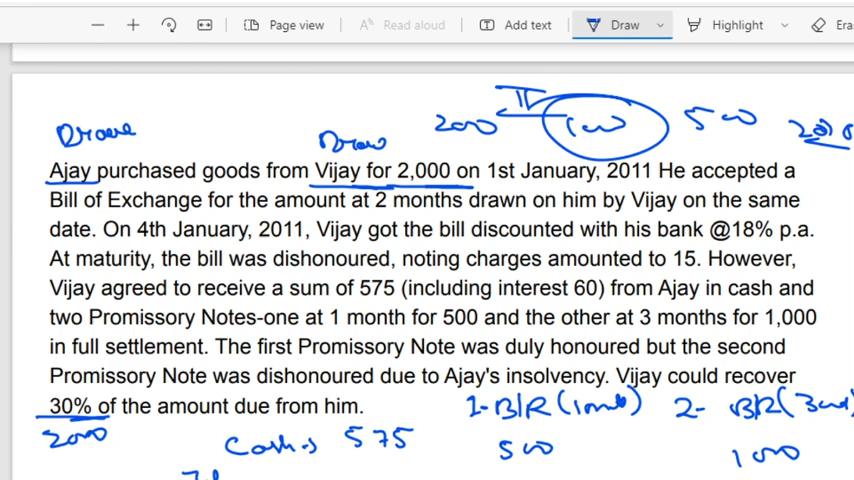 Page view Read aloud Add text Draw Highlight Era
200 100 500
Drawe Draw
Ajay purchased goods from Vijay for 2,000 on 1st January, 2011 He accepted a
Bill of Exchange for the amount at 2 months drawn on him by Vijay on the same
date. On 4th January, 2011, Vijay got the bill discounted with his bank @18% p.a.
At maturity, the bill was dishonoured, noting charges amounted to 15. However,
Vijay agreed to receive a sum of 575 (including interest 60) from Ajay in cash and
two Promissory Notes-one at 1 month for 500 and the other at 3 months for 1,000
in full settlement. The first Promissory Note was duly honoured but the second
Promissory Note was dishonoured due to Ajay's insolvency. Vijay could recover
30% of the amount due from him.
1- B/R 2- B/R
2000 Cash 575 500 1000